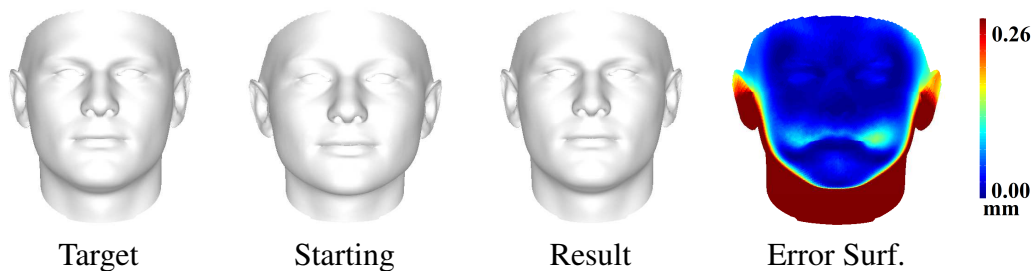 0.26
0.00
mm
Target
Starting
Result
Error Surf.